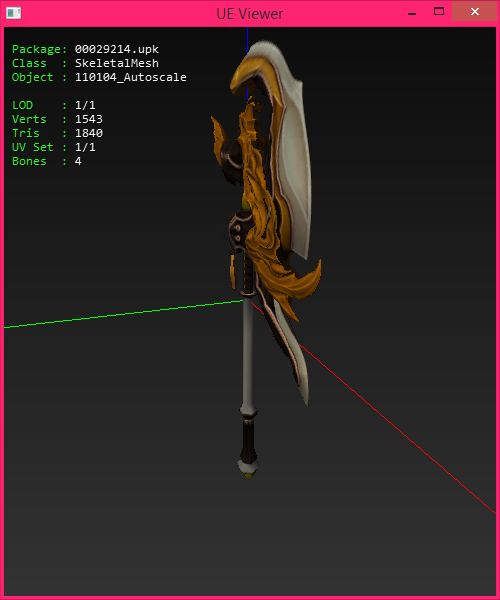 UE Viewer
Package: 00029214.upk
Class : SkeletalMesh
Object : 110104_Autoscale
LOD : 1/1
Verts : 1543
Tris : 1840
UV Set : 1/1
Bones : 4